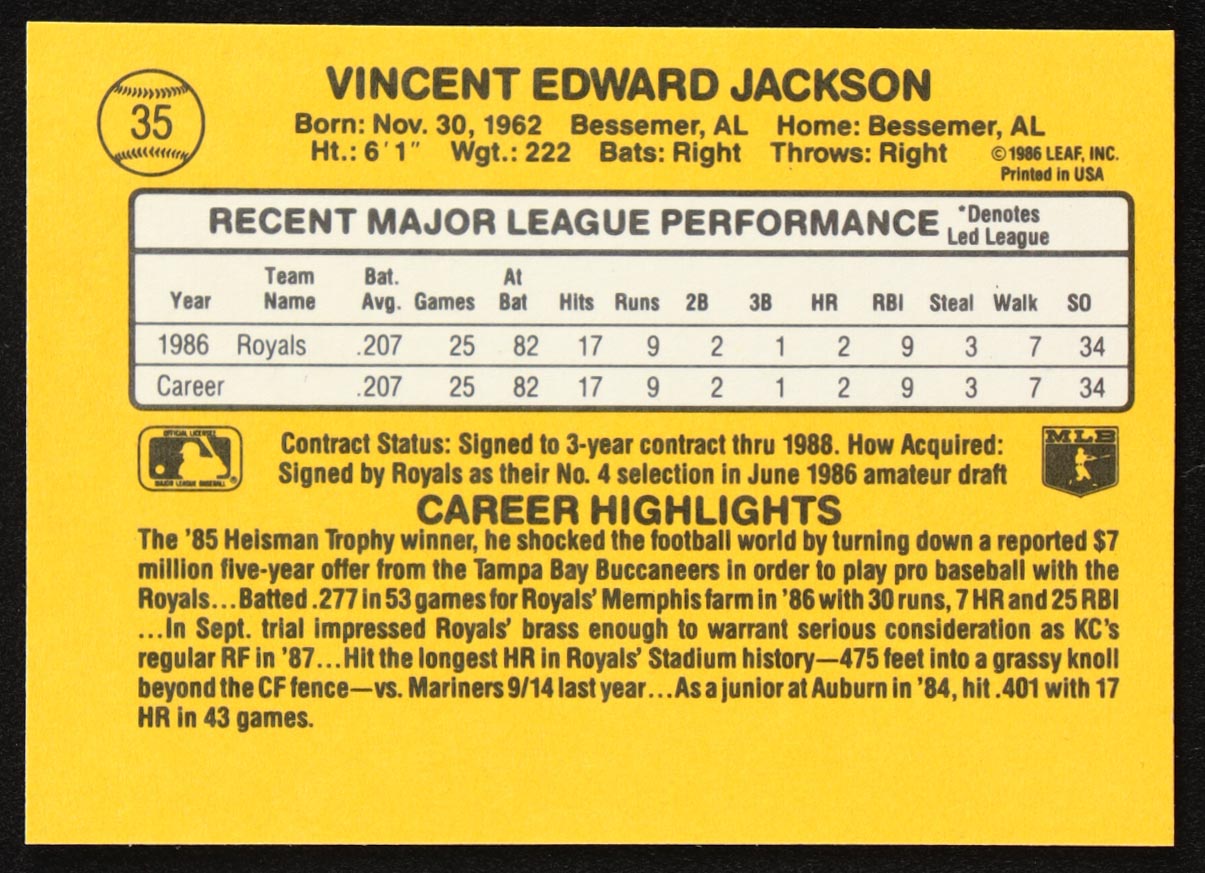 35
VINCENT EDWARD JACKSON
Born: Nov. 30, 1962 Bessemer, AL Home: Bessemer, AL
Ht.: 6'1" Wgt.: 222 Bats: Right Throws: Right
©1986 LEAF, INC.
Printed in USA
RECENT MAJOR LEAGUE PERFORMANCE *Denotes
Led League
Year Team Name Bat. Avg. Games At Bat Hits Runs 2B 3B HR RBI Steal Walk SO
1986 Royals .207 25 82 17 9 2 1 2 9 3 7 34
Career .207 25 82 17 9 2 1 2 9 3 7 34
OFFICIAL LICENSEE
MAJOR LEAGUE BASEBALL
®
Contract Status: Signed to 3-year contract thru 1988. How Acquired:
Signed by Royals as their No. 4 selection in June 1986 amateur draft
MLB
CAREER HIGHLIGHTS
The '85 Heisman Trophy winner, he shocked the football world by turning down a reported $7
million five-year offer from the Tampa Bay Buccaneers in order to play pro baseball with the
Royals...Batted .277 in 53 games for Royals' Memphis farm in '86 with 30 runs, 7 HR and 25 RBI
...In Sept. trial impressed Royals' brass enough to warrant serious consideration as KC's
regular RF in '87...Hit the longest HR in Royals' Stadium history—475 feet into a grassy knoll
beyond the CF fence—vs. Mariners 9/14 last year...As a junior at Auburn in '84, hit .401 with 17
HR in 43 games.